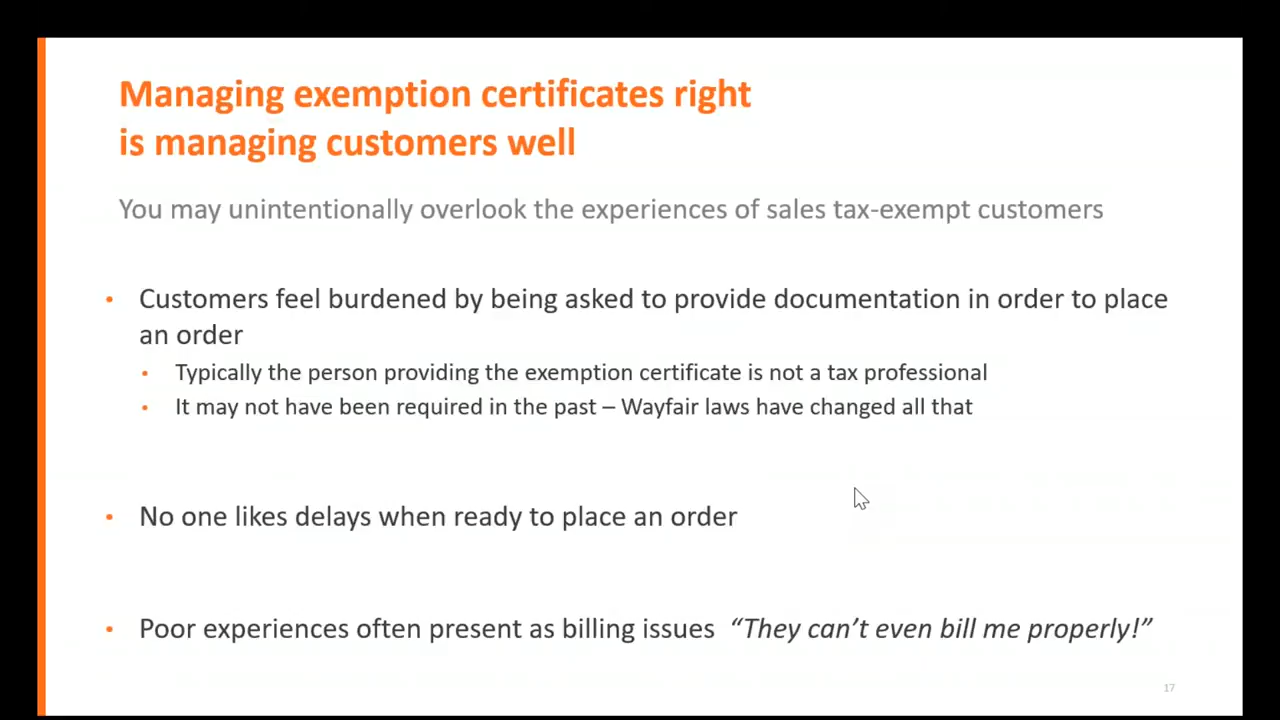 Managing exemption certificates right
is managing customers well
You may unintentionally overlook the experiences of sales tax-exempt customers
• Customers feel burdened by being asked to provide documentation in order to place
an order
• Typically the person providing the exemption certificate is not a tax professional
• It may not have been required in the past – Wayfair laws have changed all that
• No one likes delays when ready to place an order
• Poor experiences often present as billing issues “They can’t even bill me properly!”
17